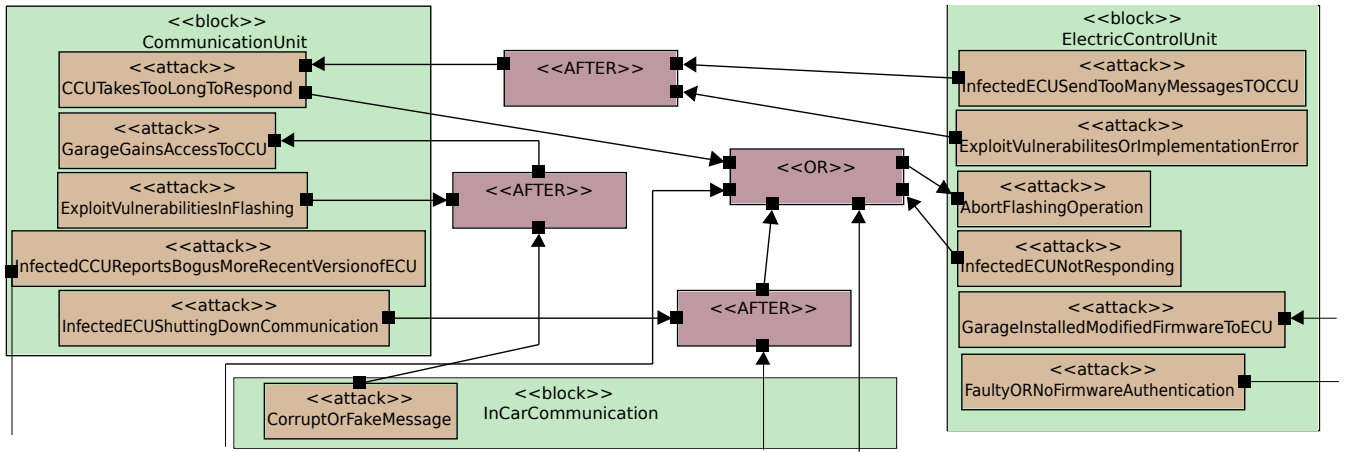 <<block>>
CommunicationUnit
<<attack>>
CCUTakesTooLongToRespond
<<attack>>
GarageGainsAccessToCCU
<<attack>>
ExploitVulnerabilitiesInFlashing
<<attack>>
InfectedCCUReportsBogusMoreRecentVersionofECU
<<attack>>
InfectedECUShuttingDownCommunication
<<AFTER>>
<<AFTER>>
<<OR>>
<<AFTER>>
<<block>>
ElectricControlUnit
<<attack>>
InfectedECUSendTooManyMessagesTOCCU
<<attack>>
ExploitVulnerabilitesOrImplementationError
<<attack>>
AbortFlashingOperation
<<attack>>
InfectedECUNotResponding
<<attack>>
GarageInstalledModifiedFirmwareToECU
<<attack>>
FaultyORNoFirmwareAuthentication
<<block>>
InCarCommunication
<<attack>>
CorruptOrFakeMessage